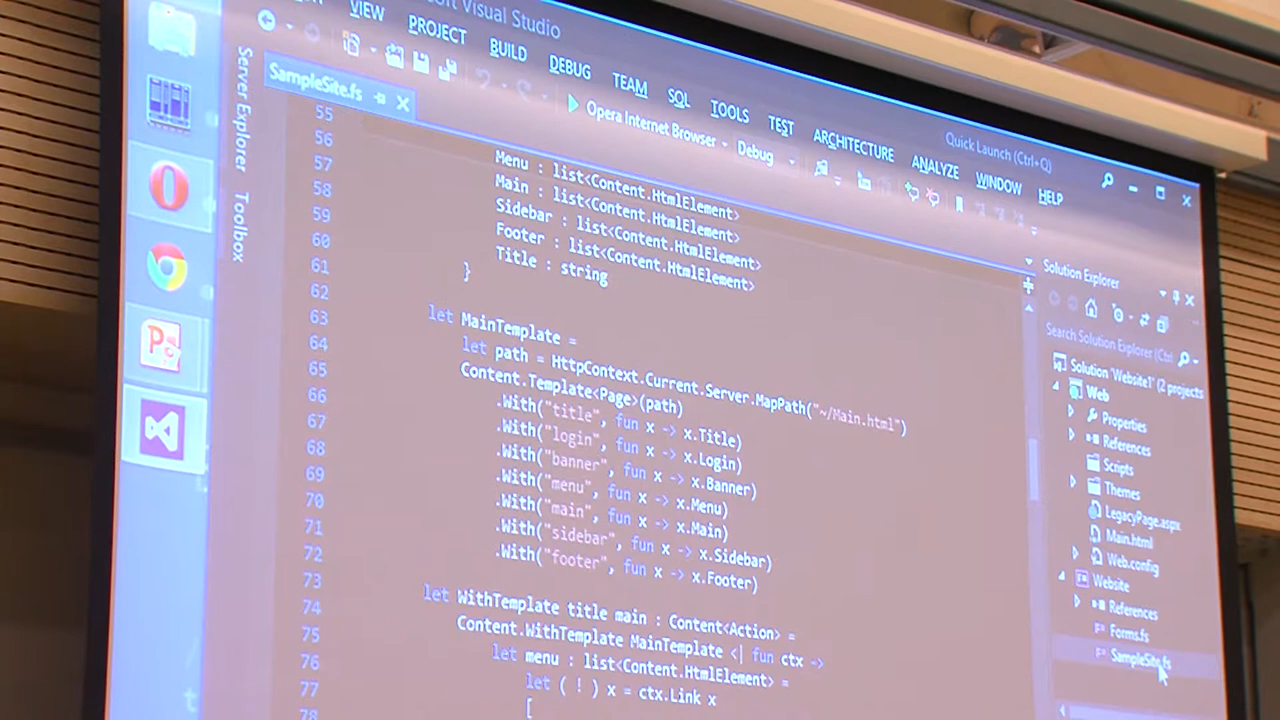 soft Visual Studio
VIEW PROJECT BUILD DEBUG TEAM SQL TOOLS TEST ARCHITECTURE ANALYZE WINDOW HELP
Quick Launch (Ctrl+Q)
Opera Internet Browser
Debug
Server Explorer
Toolbox
SampleSite.fs
55
56
57 Menu : list<Content.HtmlElement>
58 Main : list<Content.HtmlElement>
59 Sidebar : list<Content.HtmlElement>
60 Footer : list<Content.HtmlElement>
61 Title : string
62 }
63
64 let MainTemplate =
65 let path = HttpContext.Current.Server.MapPath("~/Main.html")
66 Content.Template<Page>(path)
67 .With("title", fun x -> x.Title)
68 .With("login", fun x -> x.Login)
69 .With("banner", fun x -> x.Banner)
70 .With("menu", fun x -> x.Menu)
71 .With("main", fun x -> x.Main)
72 .With("sidebar", fun x -> x.Sidebar)
73 .With("footer", fun x -> x.Footer)
74
75 let WithTemplate title main : Content<Action> =
76 Content.WithTemplate MainTemplate <| fun ctx ->
77 let menu : list<Content.HtmlElement> =
78 let ( ! ) x = ctx.Link x
[
Solution Explorer
Search Solution Explorer (Ctrl
Solution 'Website1' (2 projects
Web
Properties
References
Scripts
Themes
LegacyPage.aspx
Main.html
Web.config
Website
References
Forms.fs
SampleSite.fs